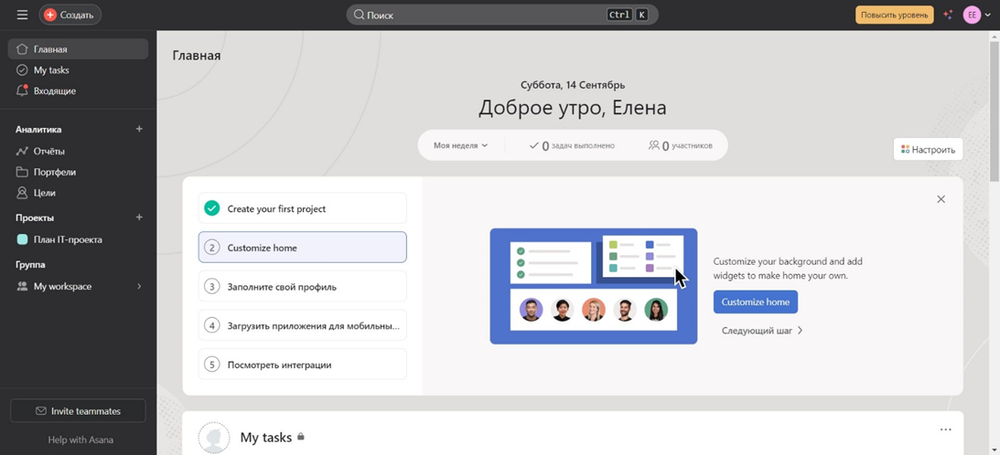 Создать
Поиск
Ctrl K
Повысить уровень
EE
Главная
My tasks
Входящие
Аналитика
Отчёты
Портфели
Цели
Проекты
План IT-проекта
Группа
My workspace
Invite teammates
Help with Asana
Главная
Суббота, 14 Сентябрь
Доброе утро, Елена
Моя неделя
0 задач выполнено
0 участников
Настроить
Create your first project
2 Customize home
3 Заполните свой профиль
4 Загрузить приложения для мобильны...
5 Посмотреть интеграции
Customize your background and add
widgets to make home your own.
Customize home
Следующий шаг
My tasks